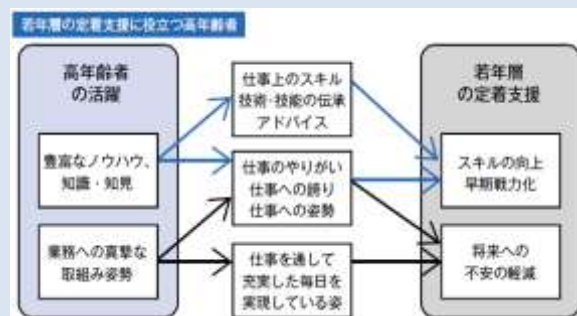 若年層の定着支援に役立つ高年齢者
高年齢者
の活躍
豊富なノウハウ、
知識・知見
業務への真摯な
取組み姿勢
仕事上のスキル
技術・技能の伝承
アドバイス
仕事のやりがい
仕事への誇り
仕事への姿勢
仕事を通して
充実した毎日を
実現している姿
若年層
の定着支援
スキルの向上
早期戦力化
将来への
不安の軽減